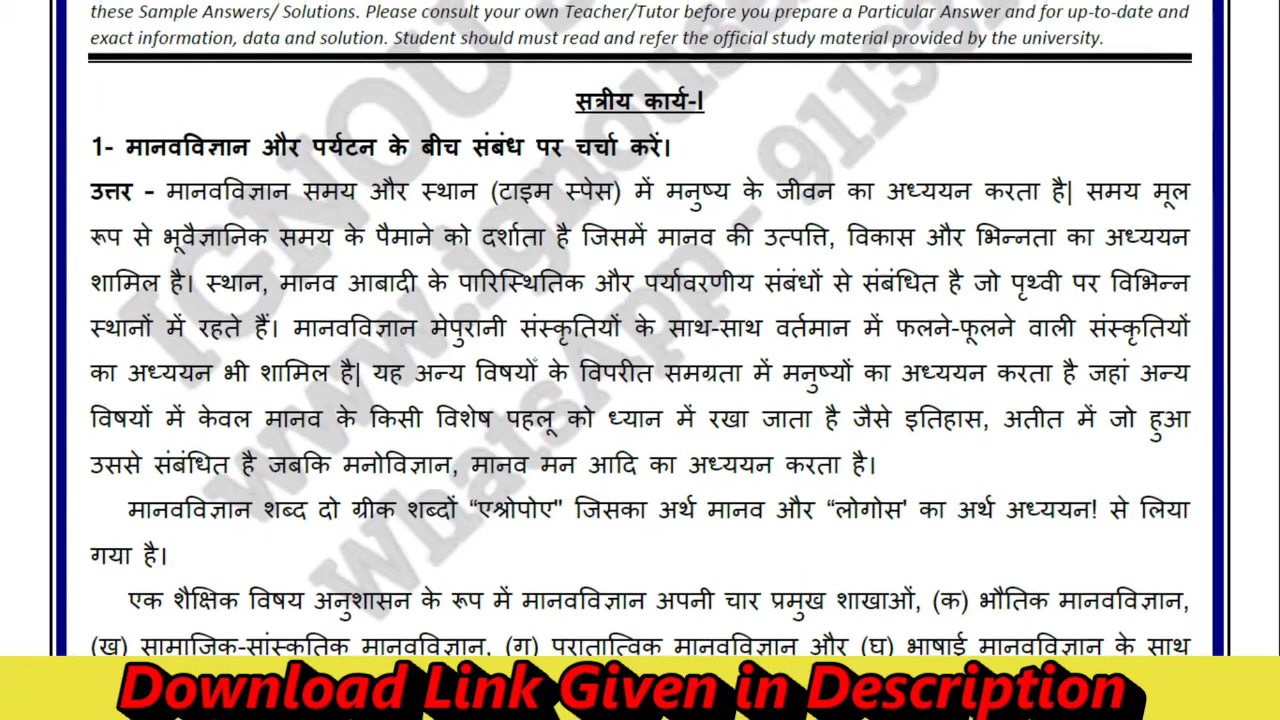 these Sample Answers/ Solutions. Please consult your own Teacher/Tutor before you prepare a Particular Answer and for up-to-date and
exact information, data and solution. Student should must read and refer the official study material provided by the university.
सत्रीय कार्य-I
1- मानवविज्ञान और पर्यटन के बीच संबंध पर चर्चा करें।
उत्तर – मानवविज्ञान समय और स्थान (टाइम स्पेस) में मनुष्य के जीवन का अध्ययन करता है| समय मूल
रूप से भूवैज्ञानिक समय के पैमाने को दर्शाता है जिसमें मानव की उत्पत्ति, विकास और भिन्नता का अध्ययन
शामिल है। स्थान, मानव आबादी के पारिस्थितिक और पर्यावरणीय संबंधों से संबंधित है जो पृथ्वी पर विभिन्न
स्थानों में रहते हैं। मानवविज्ञान मेपुरानी संस्कृतियों के साथ-साथ वर्तमान में फलने-फूलने वाली संस्कृतियों
का अध्ययन भी शामिल है| यह अन्य विषयोँ के विपरीत समग्रता में मनुष्यों का अध्ययन करता है जहां अन्य
विषयों में केवल मानव के किसी विशेष पहलू को ध्यान में रखा जाता है जैसे इतिहास, अतीत में जो हुआ
उससे संबंधित है जबकि मनोविज्ञान, मानव मन आदि का अध्ययन करता है।
मानवविज्ञान शब्द दो ग्रीक शब्दों “एश्रोपोए" जिसका अर्थ मानव और “लोगोस' का अर्थ अध्ययन! से लिया
गया है।
एक शैक्षिक विषय अनुशासन के रूप में मानवविज्ञान अपनी चार प्रमुख शाखाओं, (क) भौतिक मानवविज्ञान,
(ख) सामाजिक-सांस्कृतिक मानवविज्ञान, (ग) पुरातात्विक मानवविज्ञान और (घ) भाषाई मानवविज्ञान के साथ
Download Link Given in Description